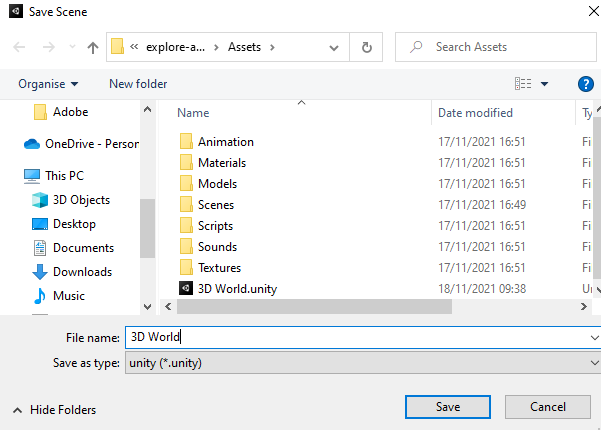 Save Scene
« explore-a... > Assets >
Search Assets
Organise New folder
?
Name Date modified Ty
Adobe
OneDrive - Person
This PC
3D Objects
Desktop
Documents
Downloads
Music
Animation 17/11/2021 16:51 Fi
Materials 17/11/2021 16:51 Fi
Models 17/11/2021 16:51 Fi
Scenes 17/11/2021 16:49 Fi
Scripts 17/11/2021 16:51 Fi
Sounds 17/11/2021 16:51 Fi
Textures 17/11/2021 16:51 Fi
3D World.unity 18/11/2021 09:38 Ur
File name: 3D World
Save as type: unity (*.unity)
Hide Folders
Save Cancel